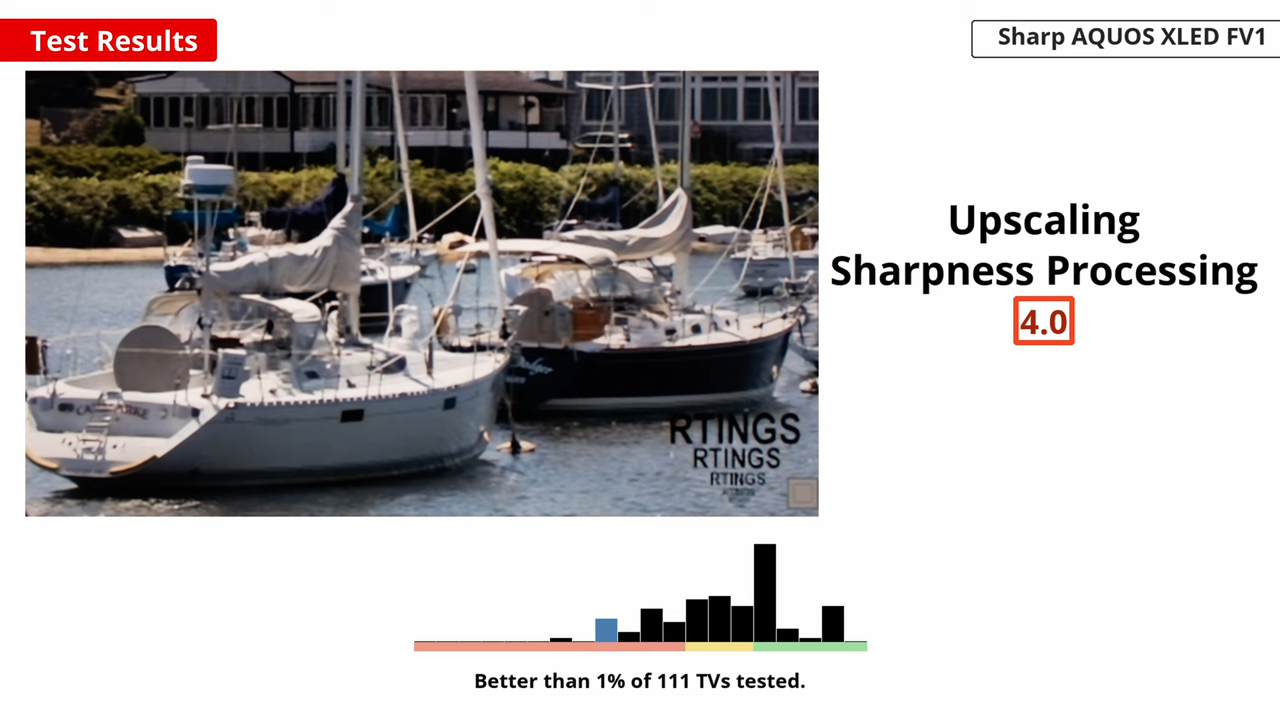 Test Results
Sharp AQUOS XLED FV1
Upscaling
Sharpness Processing
4.0
RTINGS
RTINGS
RTINGS
Better than 1% of 111 TVs tested.